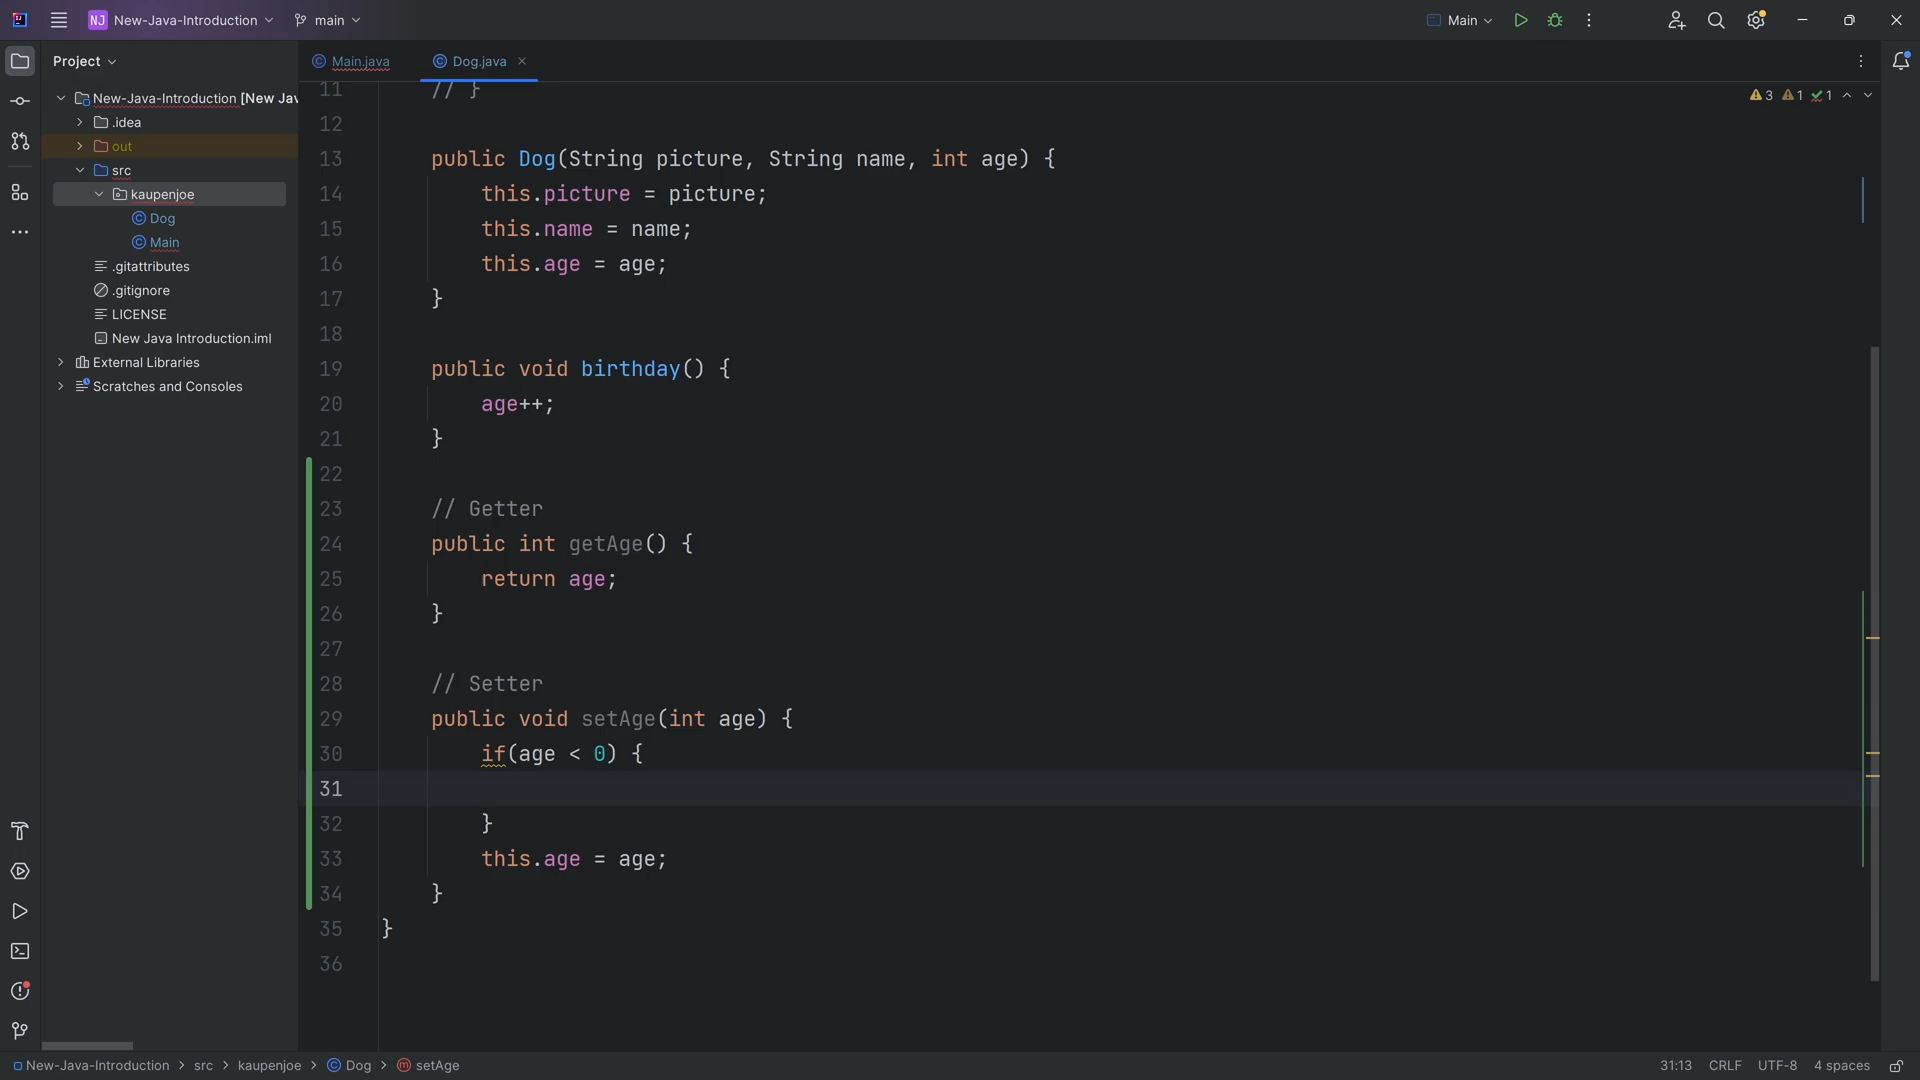 NJ New-Java-Introduction main Main
Project
Main.java Dog.java
New-Java-Introduction [New Jav
.idea
out
src
kaupenjoe
Dog
Main
.gitattributes
.gitignore
LICENSE
New Java Introduction.iml
External Libraries
Scratches and Consoles
3 1 1
11 // }
12
13 public Dog(String picture, String name, int age) {
14 this.picture = picture;
15 this.name = name;
16 this.age = age;
17 }
18
19 public void birthday() {
20 age++;
21 }
22
23 // Getter
24 public int getAge() {
25 return age;
26 }
27
28 // Setter
29 public void setAge(int age) {
30 if(age < 0) {
31
32 }
33 this.age = age;
34 }
35 }
36
New-Java-Introduction > src > kaupenjoe > Dog > setAge
31:13 CRLF UTF-8 4 spaces